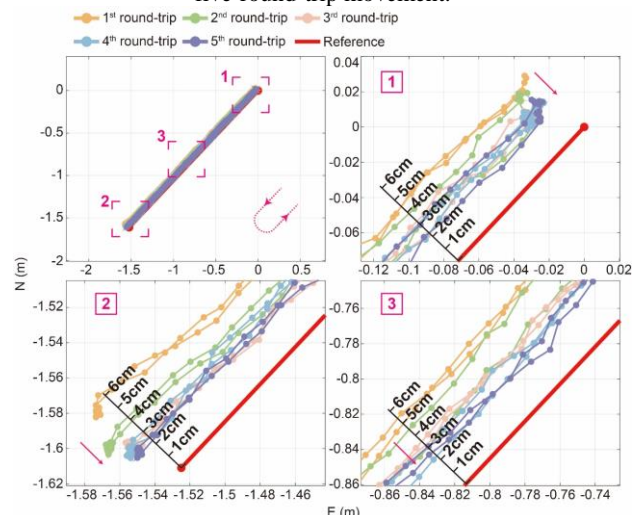 five round-trip movement.
1st round-trip 2nd round-trip 3rd round-trip
4th round-trip 5th round-trip Reference
1
3
2
0
-0.5
-1
-1.5
-2
-2 -1.5 -1 -0.5 0 0.5
1
6cm
5cm
4cm
3cm
2cm
1cm
0.04
0.02
0
-0.02
-0.04
-0.06
-0.12 -0.1 -0.08 -0.06 -0.04 -0.02 0 0.02
N (m)
2
6cm
5cm
4cm
3cm
2cm
1cm
-1.52
-1.54
-1.56
-1.58
-1.6
-1.62
-1.58 -1.56 -1.54 -1.52 -1.5 -1.48 -1.46 -1.44
3
6cm
5cm
4cm
3cm
2cm
1cm
-0.76
-0.78
-0.8
-0.82
-0.84
-0.86
-0.86 -0.84 -0.82 -0.8 -0.78 -0.76 -0.74
E (m)